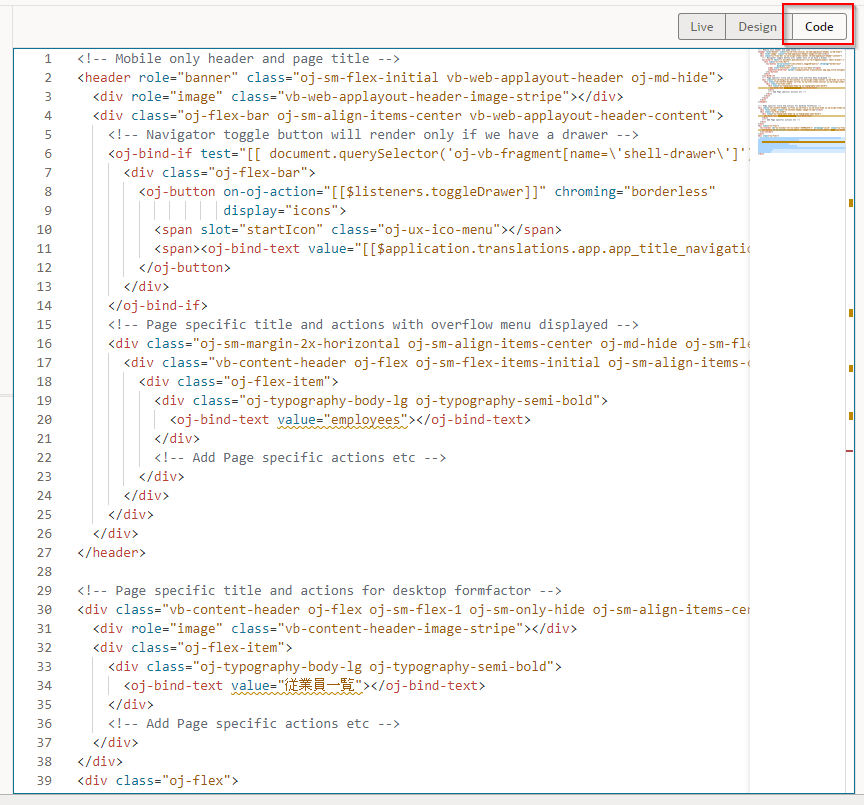 Live Design Code
1 <!-- Mobile only header and page title -->
2 <header role="banner" class="oj-sm-flex-initial vb-web-applayout-header oj-md-hide">
3 <div role="image" class="vb-web-applayout-header-image-stripe"></div>
4 <div class="oj-flex-bar oj-sm-align-items-center vb-web-applayout-header-content">
5 <!-- Navigator toggle button will render only if we have a drawer -->
6 <oj-bind-if test="[[ document.querySelector('oj-vb-fragment[name=\'shell-drawer\']')
7 <div class="oj-flex-bar">
8 <oj-button on-oj-action="[[$listeners.toggleDrawer]]" chroming="borderless"
9 display="icons">
10 <span slot="startIcon" class="oj-ux-ico-menu"></span>
11 <span><oj-bind-text value="[[$application.translations.app.app_title_navigatio
12 </oj-button>
13 </div>
14 </oj-bind-if>
15 <!-- Page specific title and actions with overflow menu displayed -->
16 <div class="oj-sm-margin-2x-horizontal oj-sm-align-items-center oj-md-hide oj-sm-fle
17 <div class="vb-content-header oj-flex oj-sm-flex-items-initial oj-sm-align-items-c
18 <div class="oj-flex-item">
19 <div class="oj-typography-body-lg oj-typography-semi-bold">
20 <oj-bind-text value="employees"></oj-bind-text>
21 </div>
22 <!-- Add Page specific actions etc -->
23 </div>
24 </div>
25 </div>
26 </div>
27 </header>
28
29 <!-- Page specific title and actions for desktop formfactor -->
30 <div class="vb-content-header oj-flex oj-sm-flex-1 oj-sm-only-hide oj-sm-align-items-cen
31 <div role="image" class="vb-content-header-image-stripe"></div>
32 <div class="oj-flex-item">
33 <div class="oj-typography-body-lg oj-typography-semi-bold">
34 <oj-bind-text value="従業員一覧"></oj-bind-text>
35 </div>
36 <!-- Add Page specific actions etc -->
37 </div>
38 </div>
39 <div class="oj-flex">